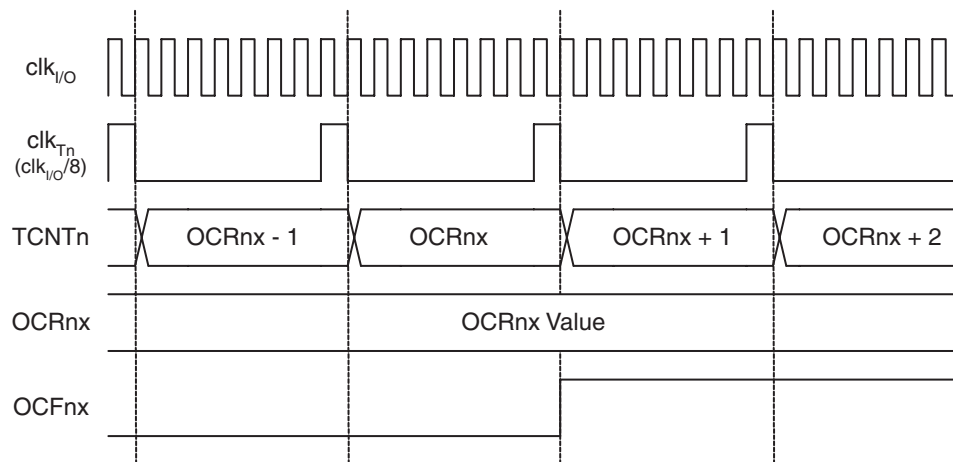 clkI/O
clkTn
(clkI/O/8)
TCNTn OCRnx - 1 OCRnx OCRnx + 1 OCRnx + 2
OCRnx OCRnx Value
OCFnx